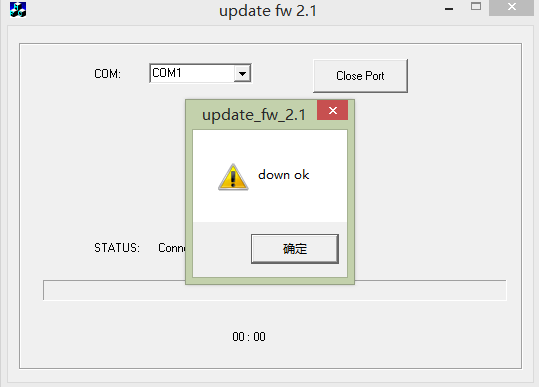 update fw 2.1
COM:
COM1
Close Port
update_fw_2.1
down ok
确定
STATUS:
00 : 00